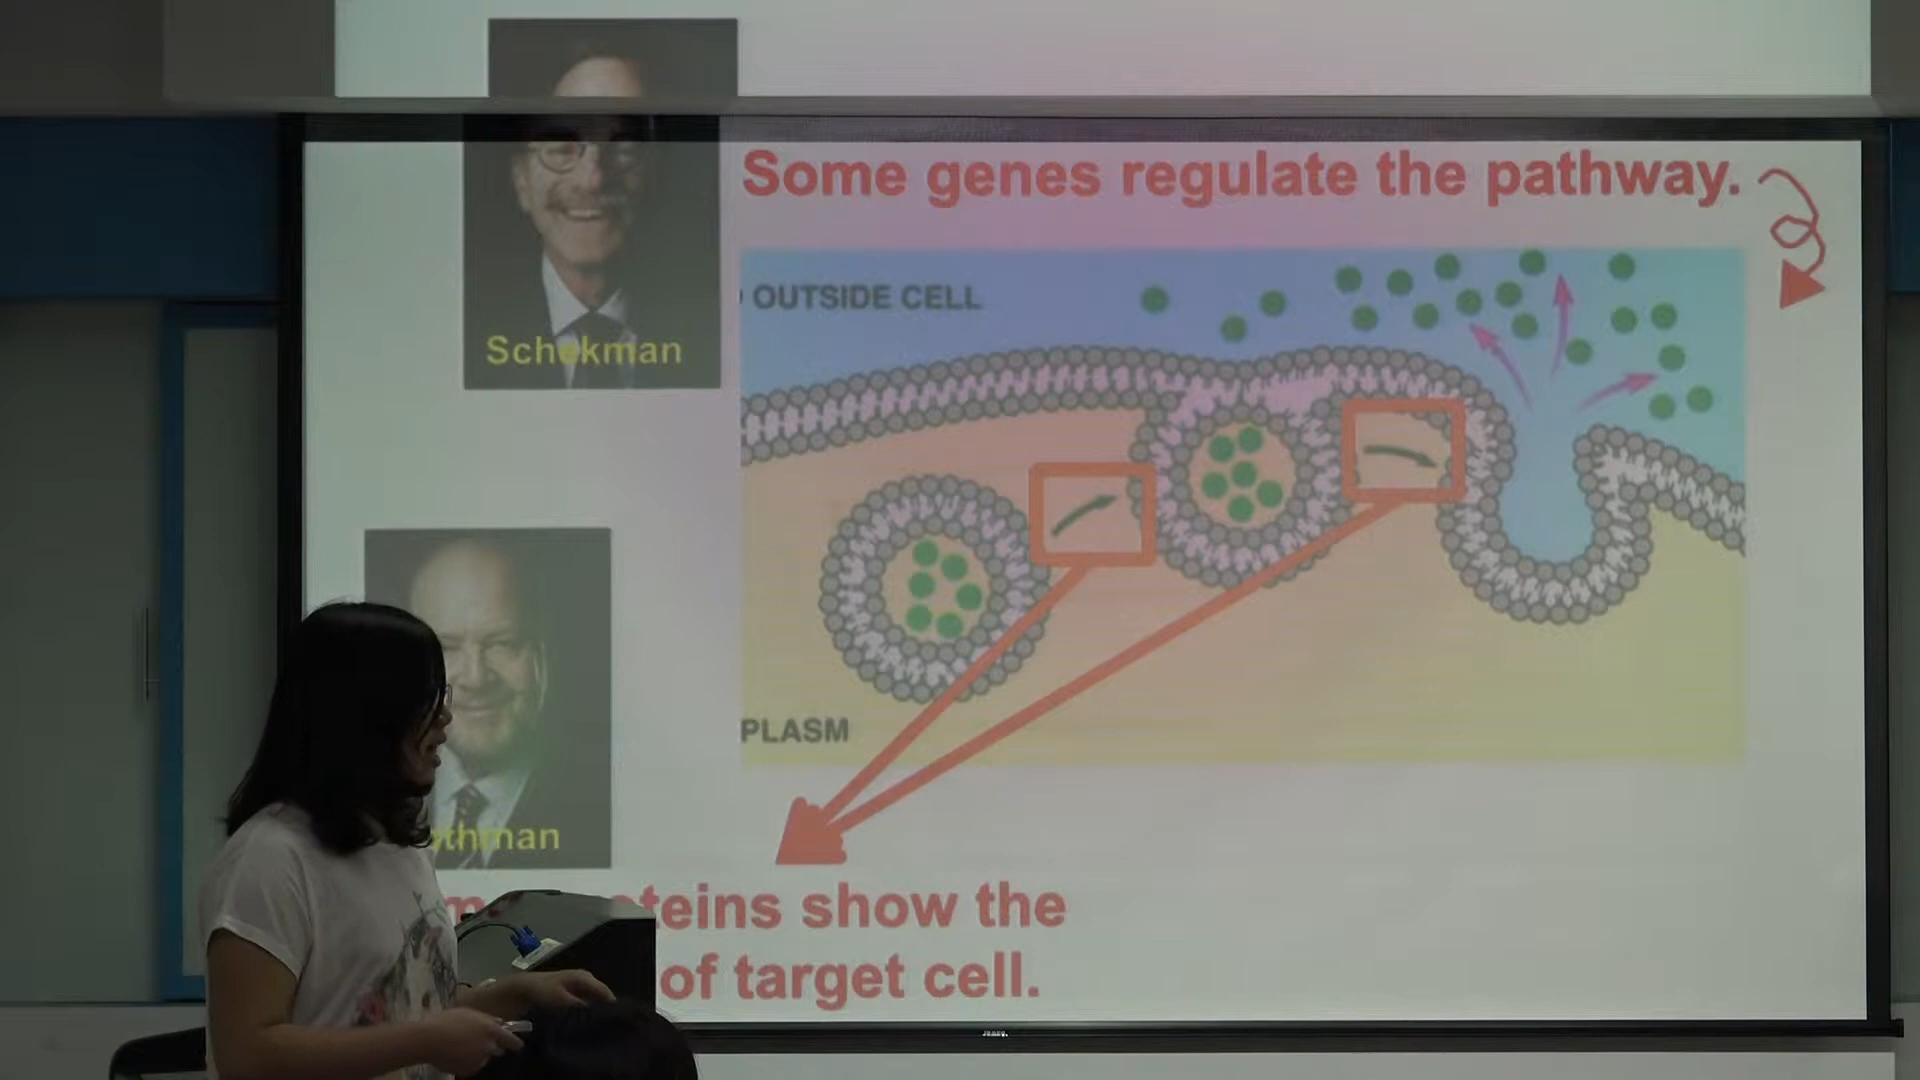 Some genes regulate the pathway.
OUTSIDE CELL
Schekman
PLASM
thman
teins show the
of target cell.